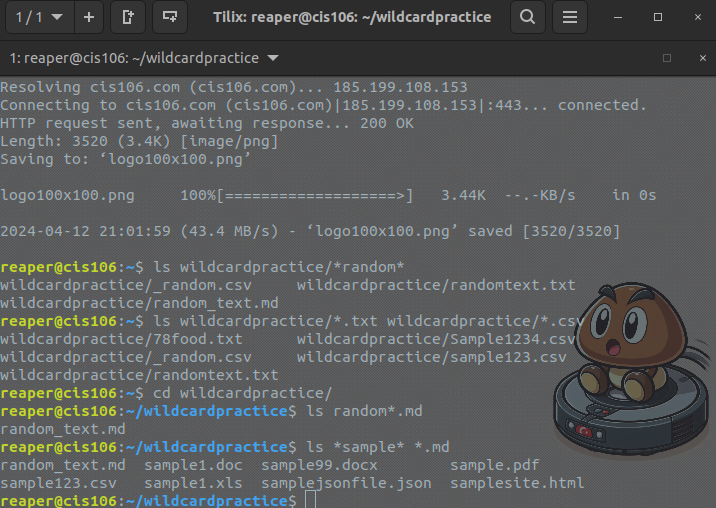 1 / 1
Tilix: reaper@cis106: ~/wildcardpractice
1: reaper@cis106: ~/wildcardpractice
Resolving cis106.com (cis106.com)... 185.199.108.153
Connecting to cis106.com (cis106.com)|185.199.108.153|:443... connected.
HTTP request sent, awaiting response... 200 OK
Length: 3520 (3.4K) [image/png]
Saving to: ‘logo100x100.png’
logo100x100.png     100%[===================>]   3.44K  --.-KB/s    in 0s
2024-04-12 21:01:59 (43.4 MB/s) - ‘logo100x100.png’ saved [3520/3520]
reaper@cis106:~$ ls wildcardpractice/*random*
wildcardpractice/_random.csv     wildcardpractice/randomtext.txt
wildcardpractice/random_text.md
reaper@cis106:~$ ls wildcardpractice/*.txt wildcardpractice/*.csv
wildcardpractice/78food.txt      wildcardpractice/Sample1234.csv
wildcardpractice/_random.csv     wildcardpractice/sample123.csv
wildcardpractice/randomtext.txt
reaper@cis106:~$ cd wildcardpractice/
reaper@cis106:~/wildcardpractice$ ls random*.md
random_text.md
reaper@cis106:~/wildcardpractice$ ls *sample* *.md
random_text.md  sample1.doc  sample99.docx        sample.pdf
sample123.csv   sample1.xls  samplejsonfile.json  samplesite.html
reaper@cis106:~/wildcardpractice$